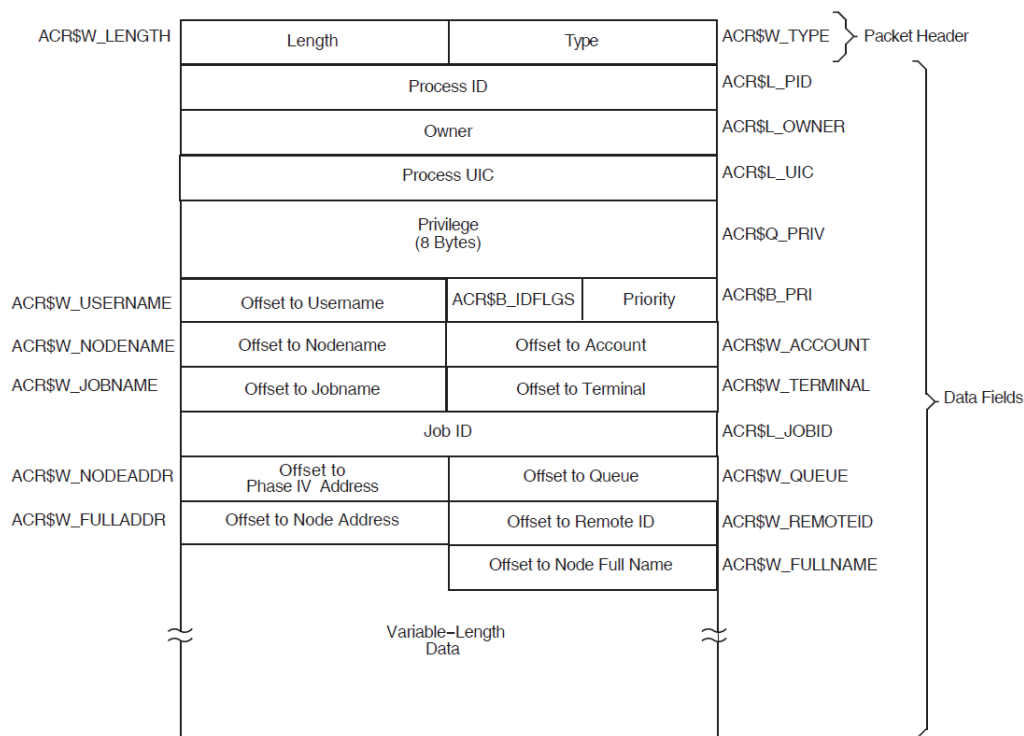 ACR$W_LENGTH Length Type ACR$W_TYPE Packet Header
Process ID ACR$L_PID
Owner ACR$L_OWNER
Process UIC ACR$L_UIC
Privilege
(8 Bytes) ACR$Q_PRIV
ACR$W_USERNAME Offset to Username ACR$B_IDFLGS Priority ACR$B_PRI
ACR$W_NODENAME Offset to Nodename Offset to Account ACR$W_ACCOUNT
ACR$W_JOBNAME Offset to Jobname Offset to Terminal ACR$W_TERMINAL
Data Fields
Job ID ACR$L_JOBID
ACR$W_NODEADDR Offset to
Phase IV Address Offset to Queue ACR$W_QUEUE
ACR$W_FULLADDR Offset to Node Address Offset to Remote ID ACR$W_REMOTEID
Offset to Node Full Name ACR$W_FULLNAME
Variable-Length
Data